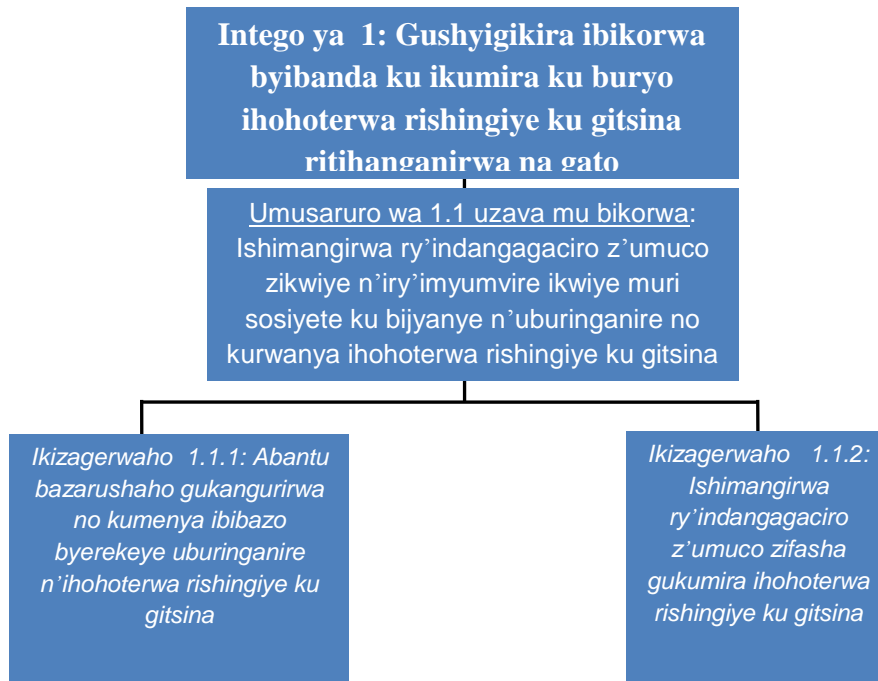 Intego ya 1: Gushyigikira ibikorwa
byibanda ku ikumira ku buryo
ihohoterwa rishingiye ku gitsina
ritihanganirwa na gato
Umusaruro wa 1.1 uzava mu bikorwa:
Ishimangirwa ry’indangagaciro z’umuco
zikwiye n’iry’imyumvire ikwiye muri
sosiyete ku bijyanye n’uburinganire no
kurwanya ihohoterwa rishingiye ku gitsina
Ikizagerwaho 1.1.1: Abantu
bazarushaho gukangurirwa
no kumenya ibibazo
byerekeye uburinganire
n’ihohoterwa rishingiye ku
gitsina
Ikizagerwaho 1.1.2:
Ishimangirwa
ry’indangagaciro
z’umuco zifasha
gukumira ihohoterwa
rishingiye ku gitsina